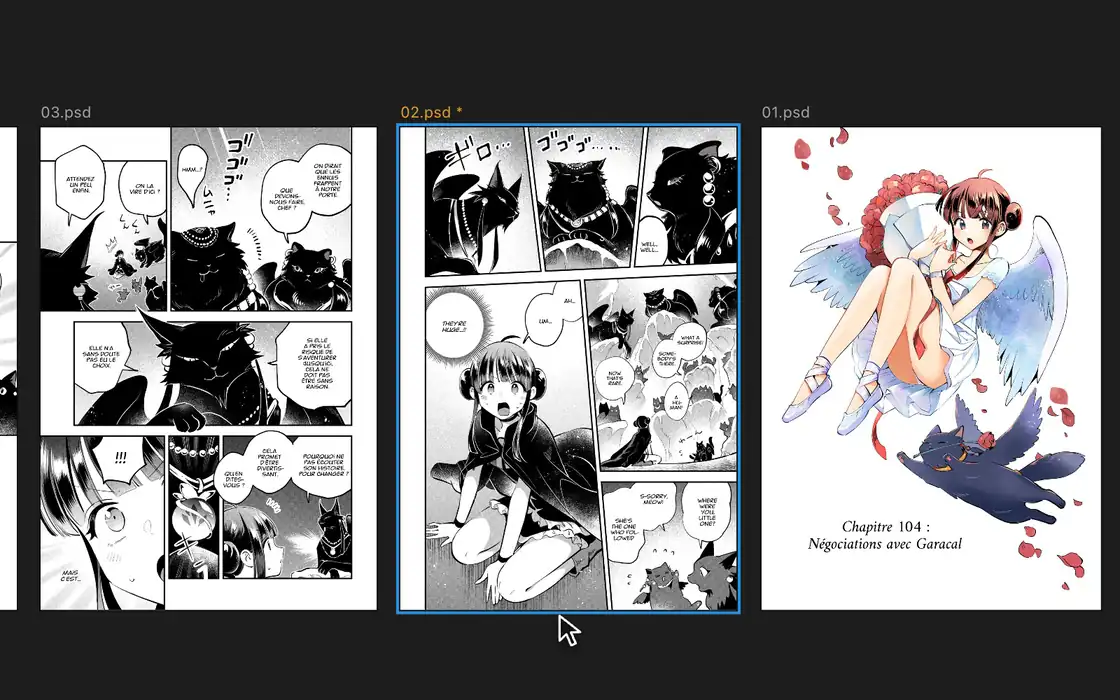 03.psd
02.psd *
01.psd
ATTENDEZ
UN PEU,
ENFIN.
ON LA
VIRE D'ICI ?
HMM...?
ゴゴゴ…
QUE
DEVONS-
NOUS FAIRE,
CHEF ?
ON DIRAIT
QUE LES
ENNUIS
FRAPPENT
À NOTRE
PORTE.
ELLE N'A
SANS DOUTE
PAS EU LE
CHOIX.
SI ELLE
A PRIS LE
RISQUE DE
S'AVENTURER
JUSQU'ICI,
CELA NE
DOIT PAS
ÊTRE SANS
RAISON.
!!!
MAIS
C'EST...
QU'EN
DITES-
VOUS ?
CELA
PROMET
D'ÊTRE
DIVERTIS-
SANT.
POURQUOI NE
PAS ÉCOUTER
SON HISTOIRE,
POUR CHANGER ?
ギロ…
ゴゴゴ……
WELL,
WELL...
THEY'RE
HUGE...!!
AH...
UM...
WHAT A
SURPRISE!
SOME-
BODY'S
THERE.
NOW
THAT'S
RARE.
A
HU-
MAN!
S-SORRY,
MEOW!
SHE'S
THE ONE
WHO FOL-
LOWED
WHERE
WERE
YOU,
LITTLE
ONE?
Chapitre 104 :
Négociations avec Garacal